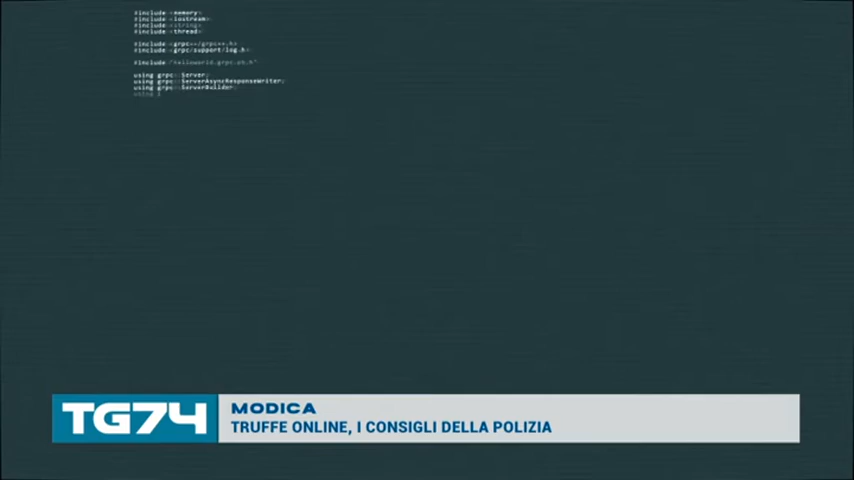 #include <memory>
#include <iostream>
#include <string>
#include <thread>
#include <grpc++/grpc++.h>
#include <grpc/support/log.h>
#include "helloworld.grpc.pb.h"
using grpc::Server;
using grpc::ServerAsyncResponseWriter;
using grpc::ServerBuilder;
using
TG74
MODICA
TRUFFE ONLINE, I CONSIGLI DELLA POLIZIA